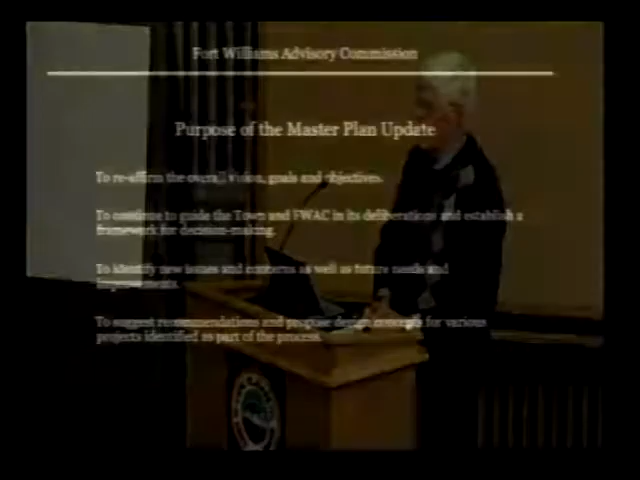 Fort Williams Advisory Commission
Purpose of the Master Plan Update
To re-affirm the overall vision, goals and objectives.
To continue to guide the Town and FWAC in its deliberations and establish a
framework for decision-making.
To identify new issues and concerns as well as future needs and
improvements.
To suggest recommendations and propose design concepts for various
projects identified as part of the process.